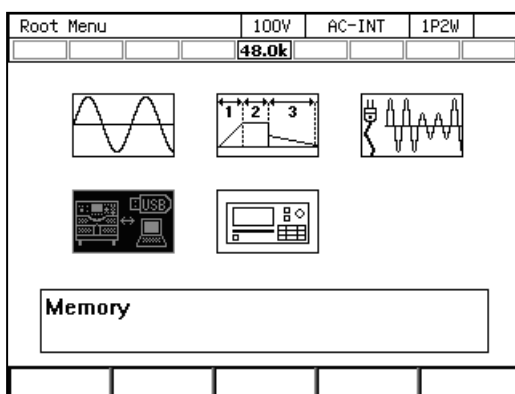 Root Menu 100V AC-INT 1P2W
48.0k
1 2 3
USB
Memory